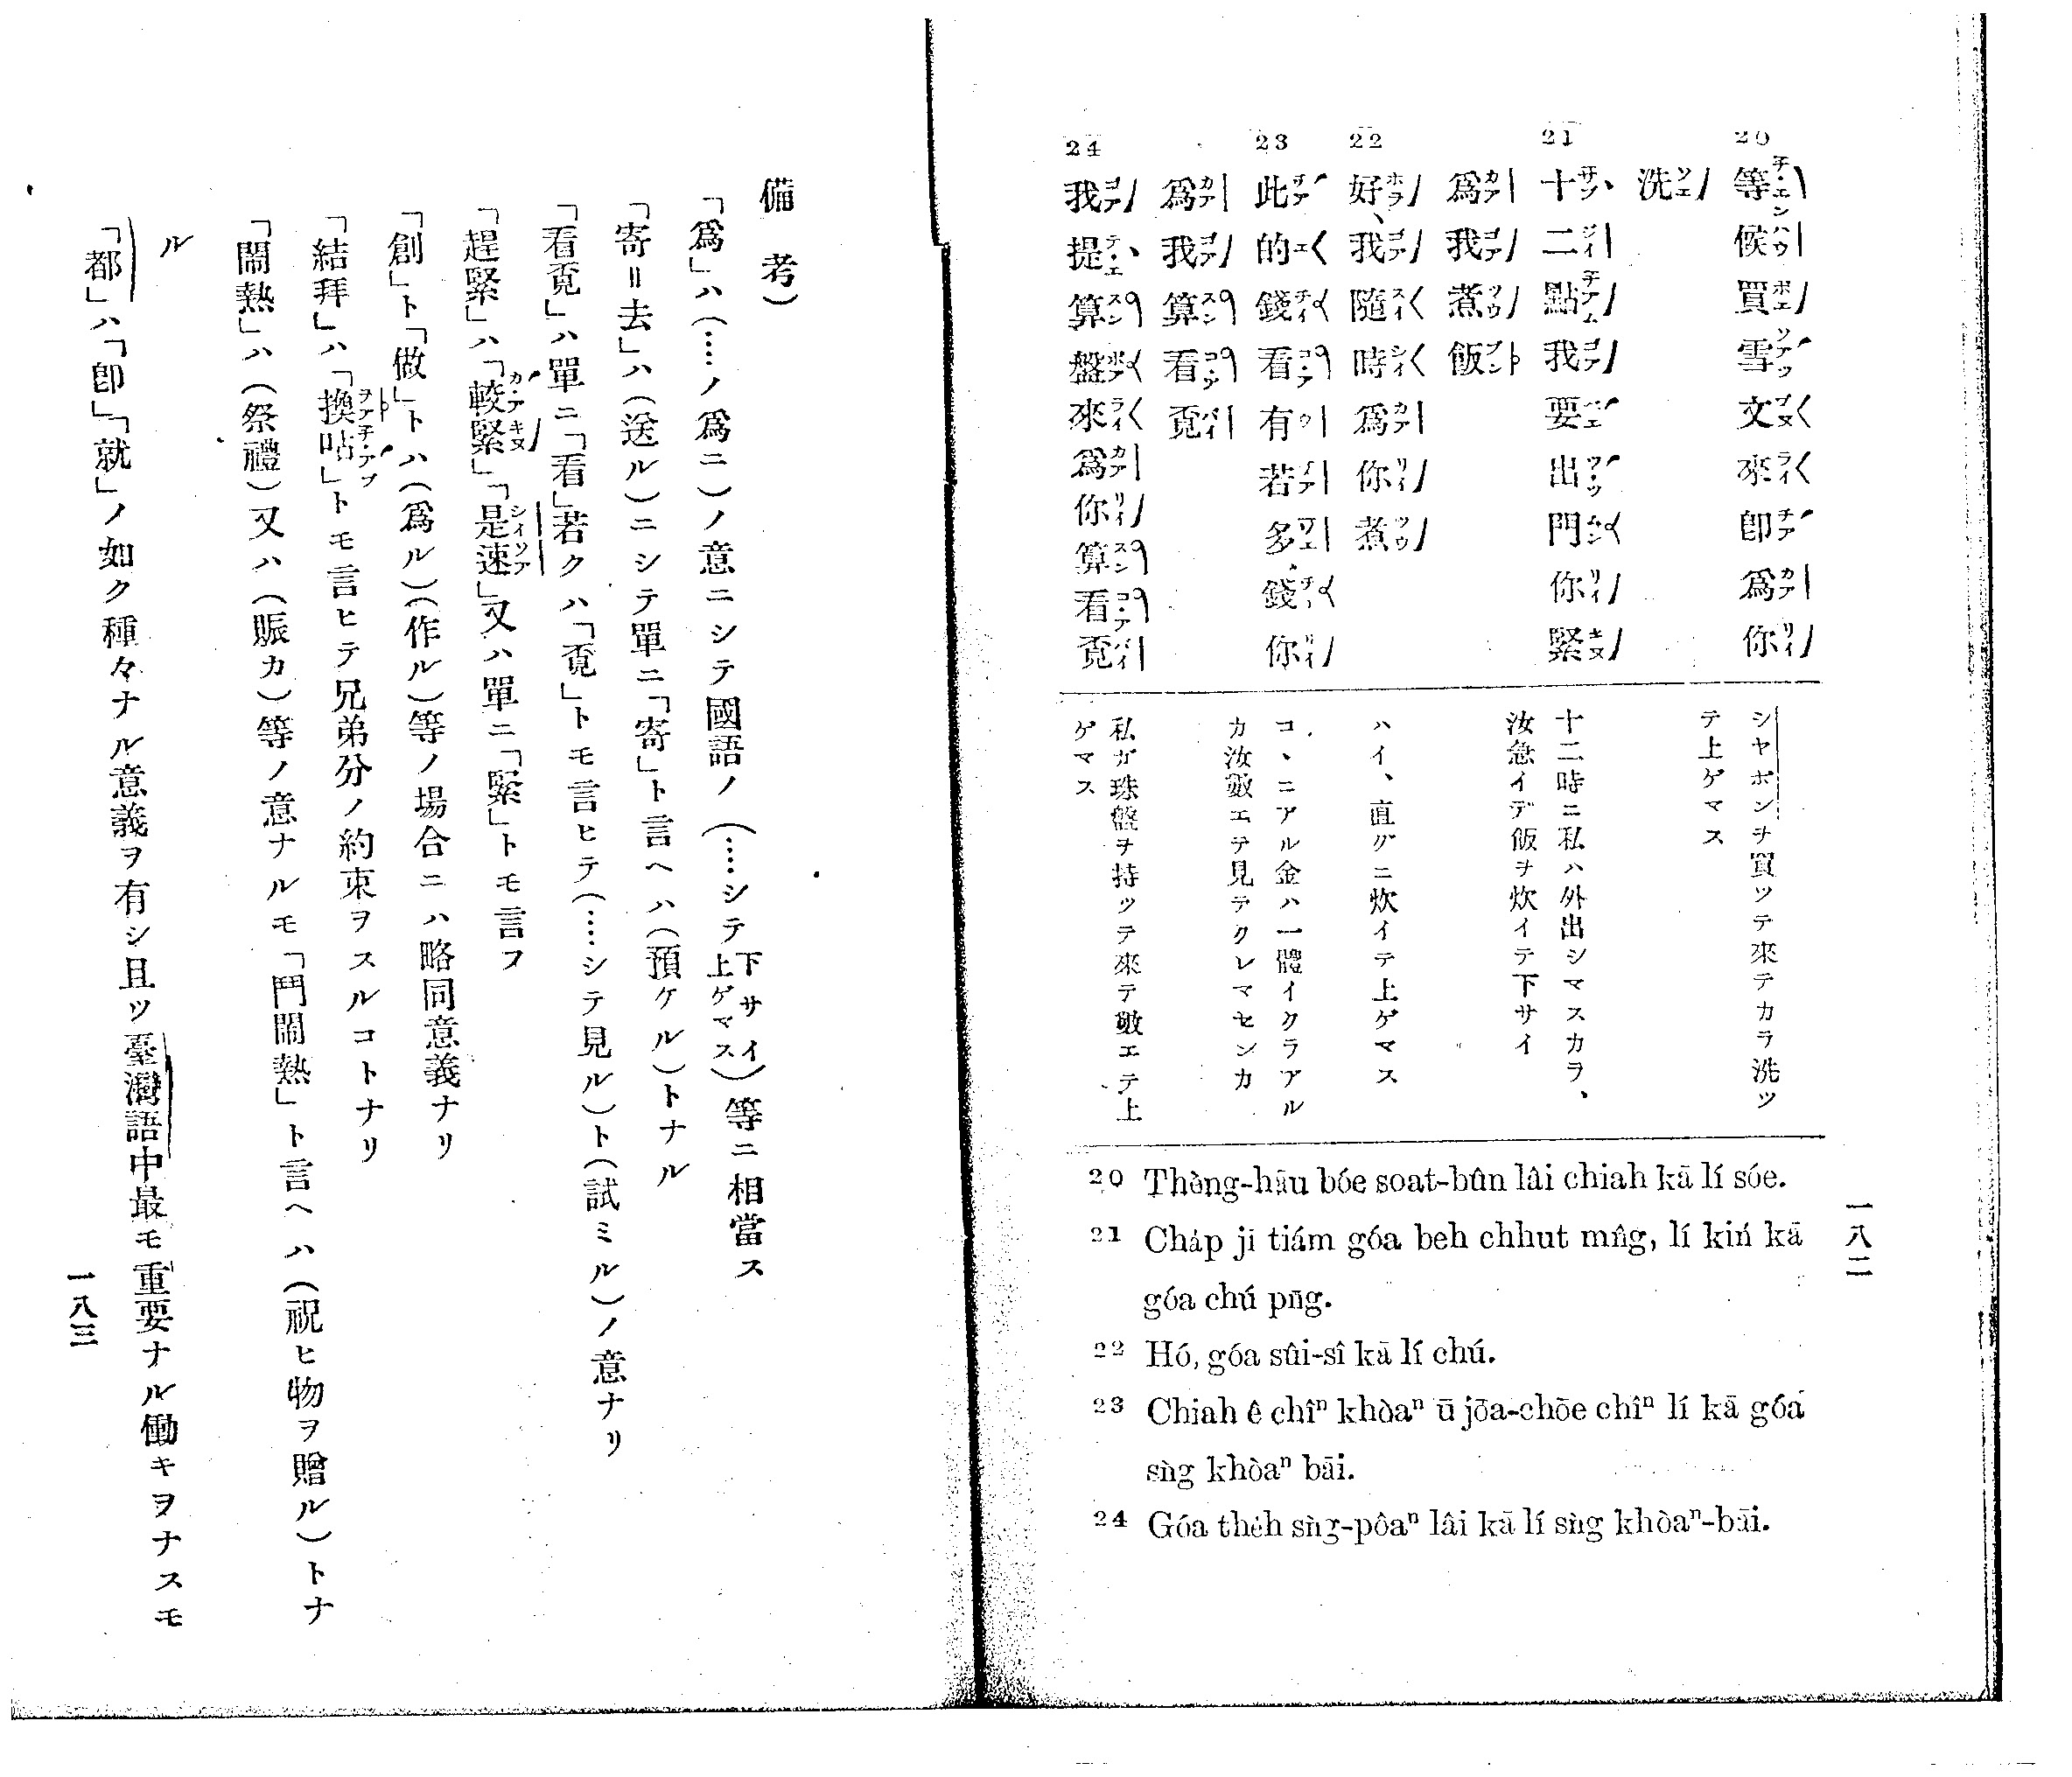 20
等候買雪文來即爲你
洗
21
十二點我要出門你緊
爲我煮飯
22
好、我隨時爲你煮
23
此的錢看有若多錢你
爲我算看覔
24
我提算盤來爲你算看覔
シヤボンヲ買ツテ來テカラ洗ツ
テ上ゲマス
十二時ニ私ハ外出シマスカラ、
汝急イデ飯ヲ炊イテ下サイ
ハイ、直グニ炊イテ上ゲマス
コヽニアル金ハ一體イクラアル
カ汝數エテ見テクレマセンカ
私ガ珠盤ヲ持ツテ來テ數エテ上
ゲマス
20 Thèng-hāu bóe soat-bûn lâi chiah kā lí sóe.
21 Cha̍p jī tiám góa beh chhut mn̂g, lí kín kā
góa chú pn̄g.
22 Hó, góa sûi-sî kā lí chú.
23 Chiah ê chîⁿ khòaⁿ ū jōa-chōe chîⁿ lí kā góa
sǹg khòaⁿ bāi.
24 Góa the̍h sǹg-pôaⁿ lâi kā lí sǹg khòaⁿ-bāi.
一八二
備考)
「爲」ハ(……ノ爲ニ)ノ意ニシテ國語ノ(……シテ下サイ上ゲマス)等ニ相當ス
「寄=去」ハ(送ル)ニシテ單ニ「寄」ト言ヘハ(預ケル)トナル
「看覔」ハ單ニ「看」若クハ「覔」トモ言ヒテ(……シテ見ル)ト(試ミル)ノ意ナリ
「趕緊」ハ「較緊」「是速」又ハ單ニ「緊」トモ言フ
「創」ト「做」トハ(爲ル)(作ル)等ノ場合ニハ略同意義ナリ
「結拜」ハ「換帖」トモ言ヒテ兄弟分ノ約束ヲスルコトナリ
「鬧熱」ハ(祭禮)又ハ(賑カ)等ノ意ナルモ「鬥鬧熱」ト言ヘハ(祝ヒ物ヲ贈ル)トナ
ル
「都」ハ「卽」「就」ノ如ク種々ナル意義ヲ有シ且ツ臺灣語中最モ重要ナル働キヲナスモ
一八三